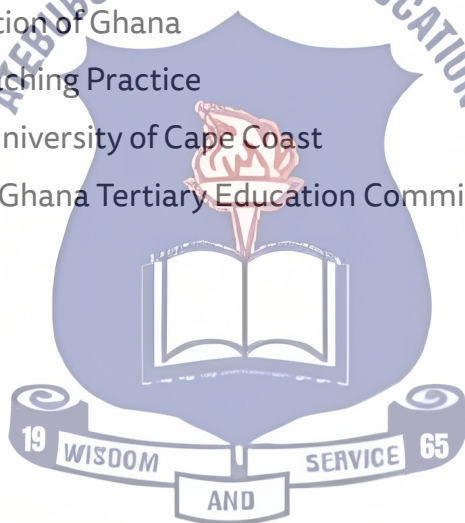 tion of Ghana
ching Practice
niversity of Cape Coast
Ghana Tertiary Education Commi
19 WISDOM
SERVICE 65
AND